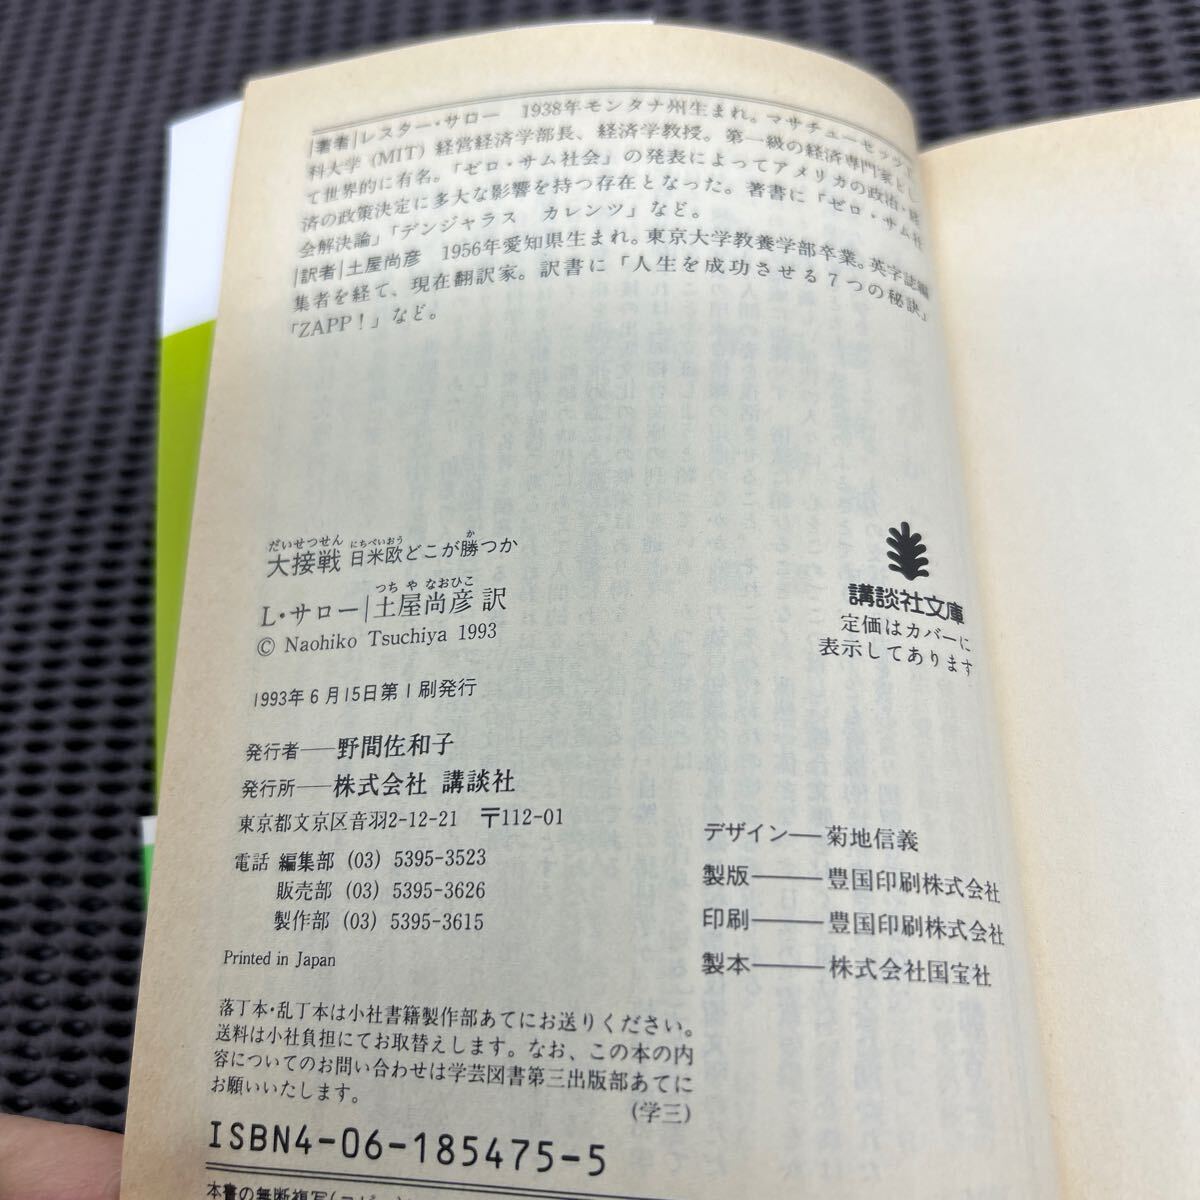 |著者|レスター・サロー　1938年モンタナ州生まれ。マサチューセッツ工
科大学（MIT）経営経済学部長、経済学教授。第一級の経済専門家とし
て世界的に有名。「ゼロ・サム社会」の発表によってアメリカの政治・経
済の政策決定に多大な影響を持つ存在となった。著書に「ゼロ・サム社
会解決論」「デンジャラス　カレンツ」など。
|訳者|土屋尚彦　1956年愛知県生まれ。東京大学教養学部卒業。英字誌編
集者を経て、現在翻訳家。訳書に「人生を成功させる7つの秘訣」
「ZAPP！」など。
だいせつせん にちべいおう か
大接戦 日米欧どこが勝つか
つち や なおひこ
L・サロー|土屋尚彦 訳
© Naohiko Tsuchiya 1993
講談社文庫
定価はカバーに
表示してあります
1993年6月15日第1刷発行
発行者――野間佐和子
発行所――株式会社 講談社
東京都文京区音羽2-12-21 〒112-01
電話 編集部 (03) 5395-3523
販売部 (03) 5395-3626
製作部 (03) 5395-3615
Printed in Japan
デザイン―菊地信義
製版――豊国印刷株式会社
印刷――豊国印刷株式会社
製本――株式会社国宝社
落丁本・乱丁本は小社書籍製作部あてにお送りください。
送料は小社負担にてお取替えします。なお、この本の内
容についてのお問い合わせは学芸図書第三出版部あてに
お願いいたします。
(学三)
ISBN4-06-185475-5
本書の無断複写(コピー)